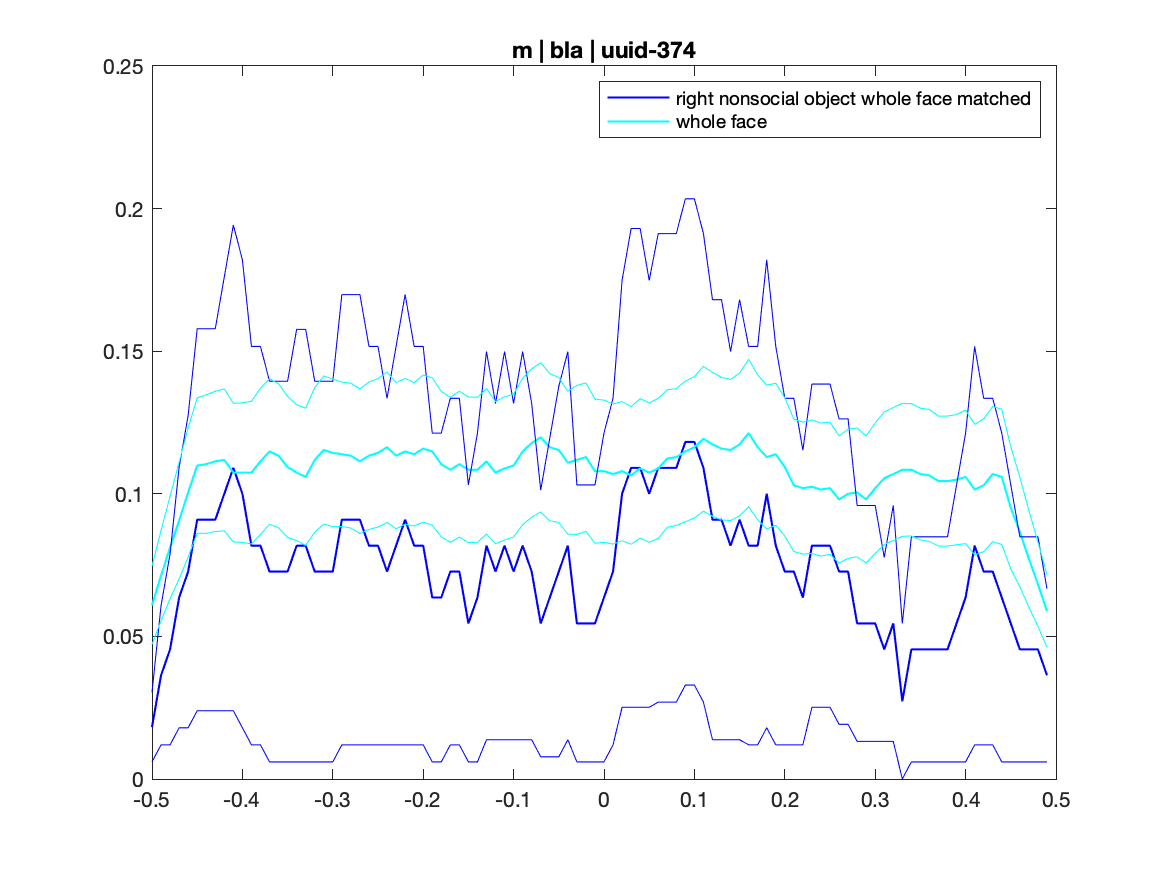 m | bla | uuid-374
right nonsocial object whole face matched
whole face
0.25
0.2
0.15
0.1
0.05
0
-0.5 -0.4 -0.3 -0.2 -0.1 0 0.1 0.2 0.3 0.4 0.5